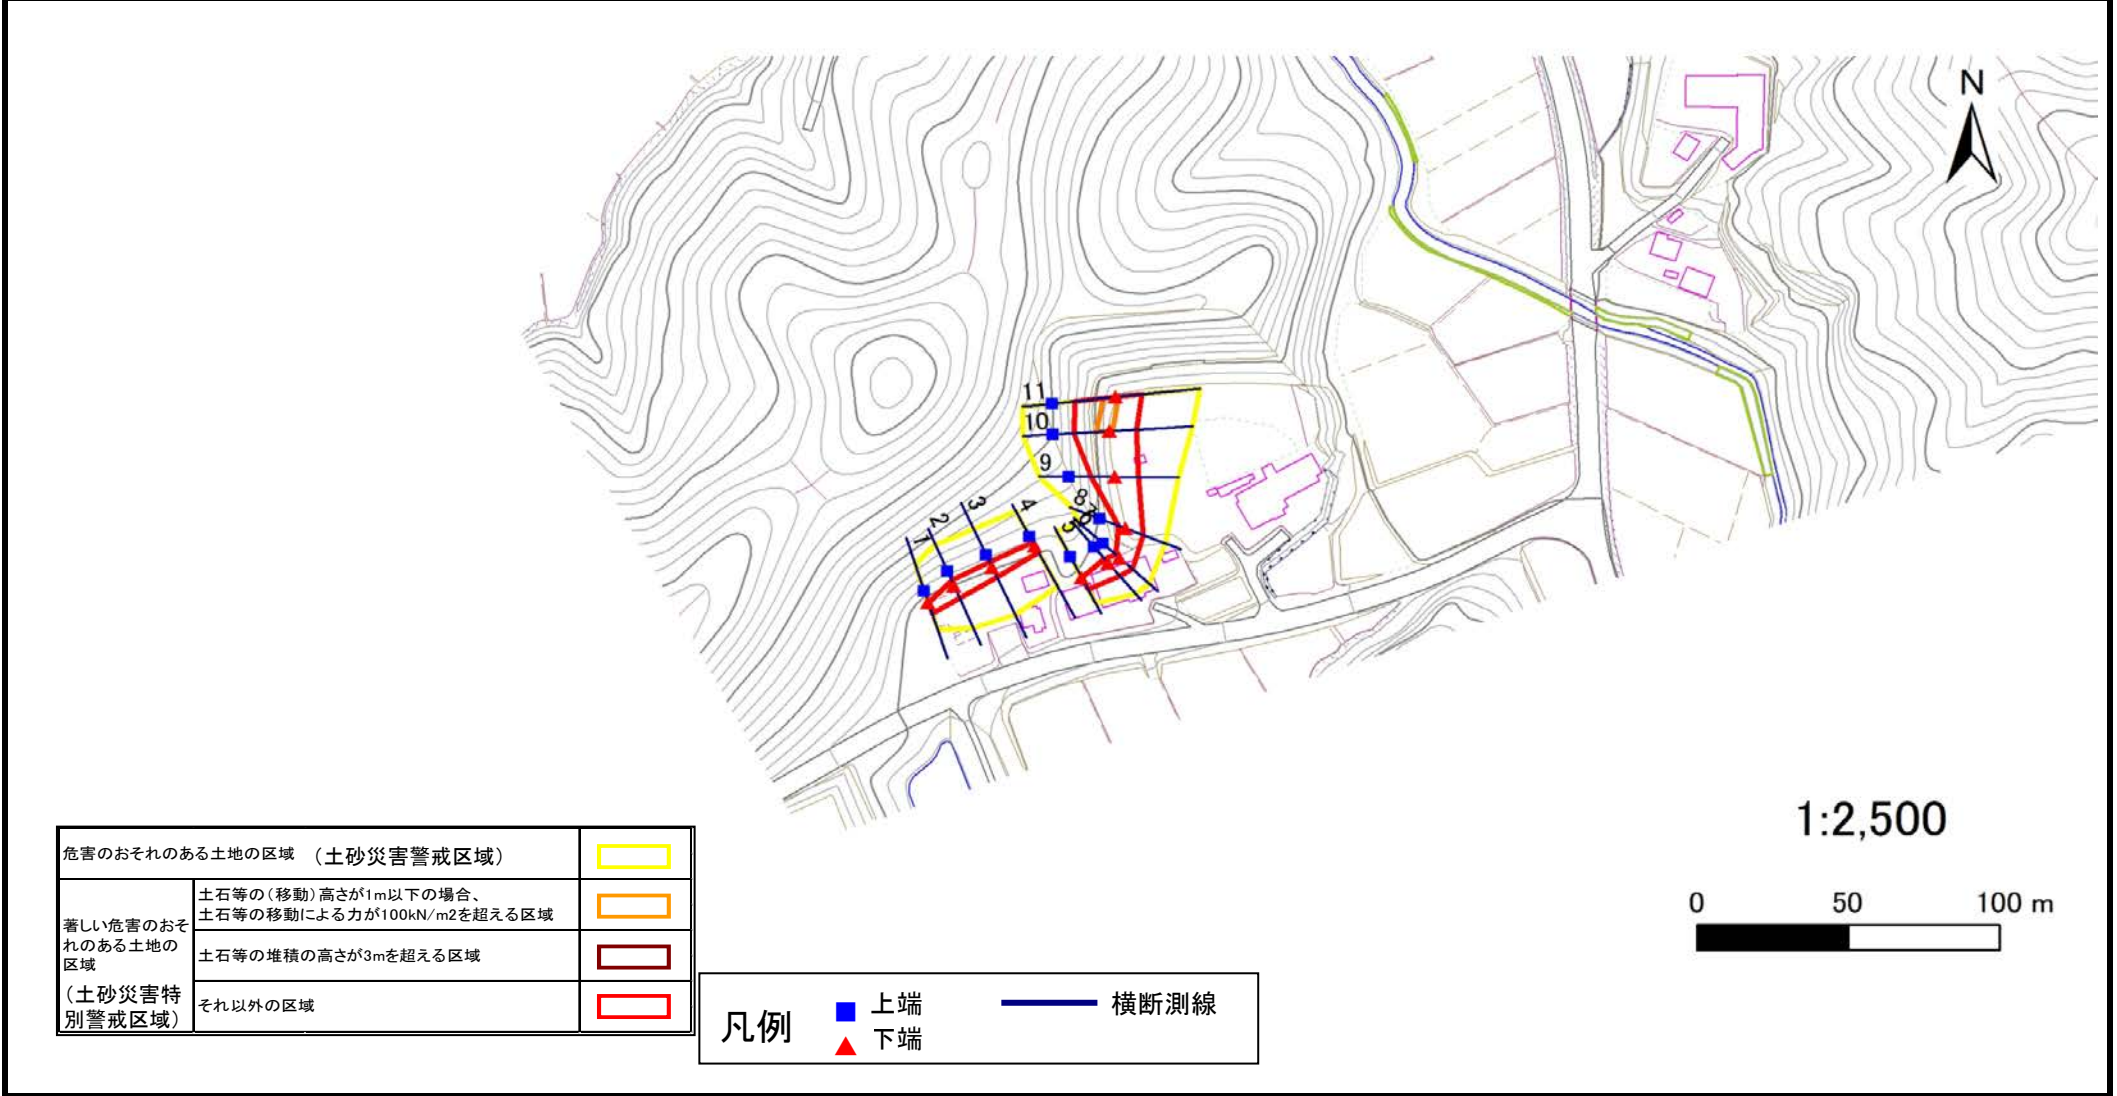 N
11
10
9
8
7
6
5
4
3
2
1
1:2,500
0 50 100 m
危害のおそれのある土地の区域 (土砂災害警戒区域)
著しい危害のおそ
れのある土地の
区域
(土砂災害特
別警戒区域)
土石等の(移動)高さが1m以下の場合、
土石等の移動による力が100kN/m2を超える区域
土石等の堆積の高さが3mを超える区域
それ以外の区域
凡例
上端
下端
横断測線